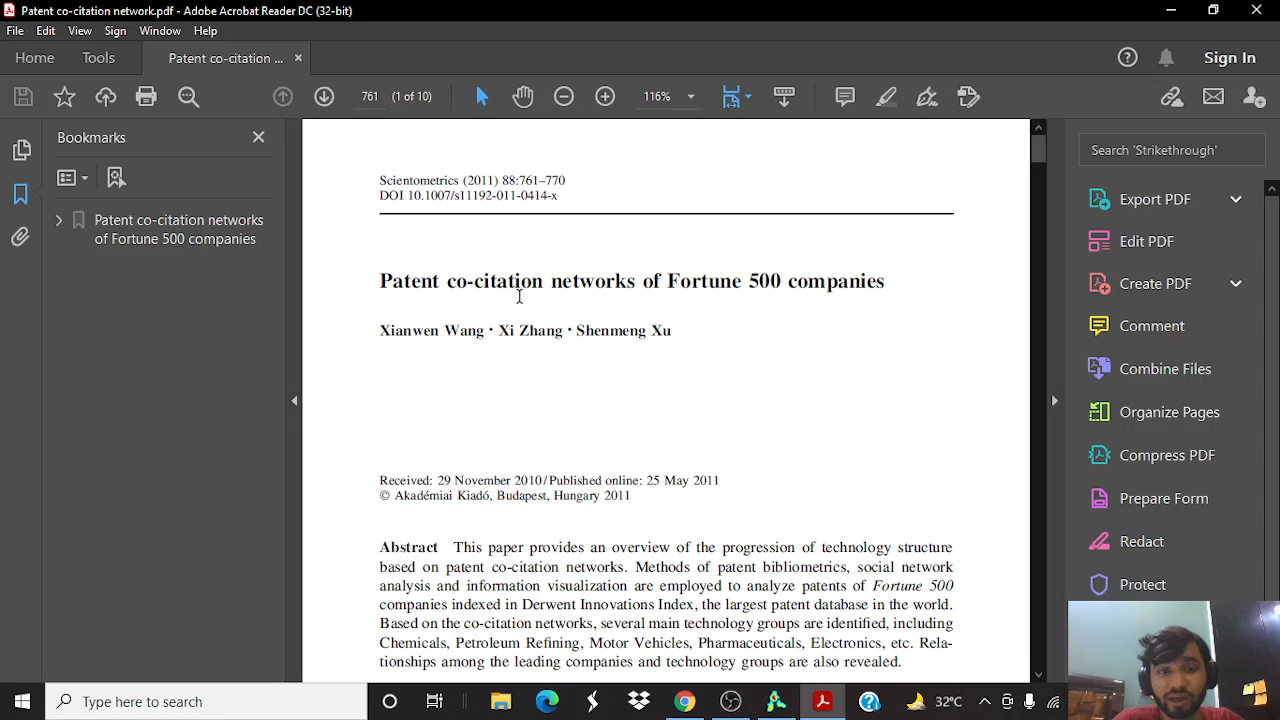 Patent co-citation network.pdf - Adobe Acrobat Reader DC (32-bit)
File Edit View Sign Window Help
Home Tools Patent co-citation ... ×
Sign In
761 (1 of 10) 116%
Bookmarks
Patent co-citation networks
of Fortune 500 companies
Scientometrics (2011) 88:761–770
DOI 10.1007/s11192-011-0414-x
Patent co-citation networks of Fortune 500 companies
Xianwen Wang · Xi Zhang · Shenmeng Xu
Received: 29 November 2010 / Published online: 25 May 2011
© Akadémiai Kiadó, Budapest, Hungary 2011
Abstract This paper provides an overview of the progression of technology structure
based on patent co-citation networks. Methods of patent bibliometrics, social network
analysis and information visualization are employed to analyze patents of Fortune 500
companies indexed in Derwent Innovations Index, the largest patent database in the world.
Based on the co-citation networks, several main technology groups are identified, including
Chemicals, Petroleum Refining, Motor Vehicles, Pharmaceuticals, Electronics, etc. Rela-
tionships among the leading companies and technology groups are also revealed.
Search 'Strikethrough'
Export PDF
Edit PDF
Create PDF
Comment
Combine Files
Organize Pages
Compress PDF
Prepare Form
Redact
Protect
Type here to search
32°C